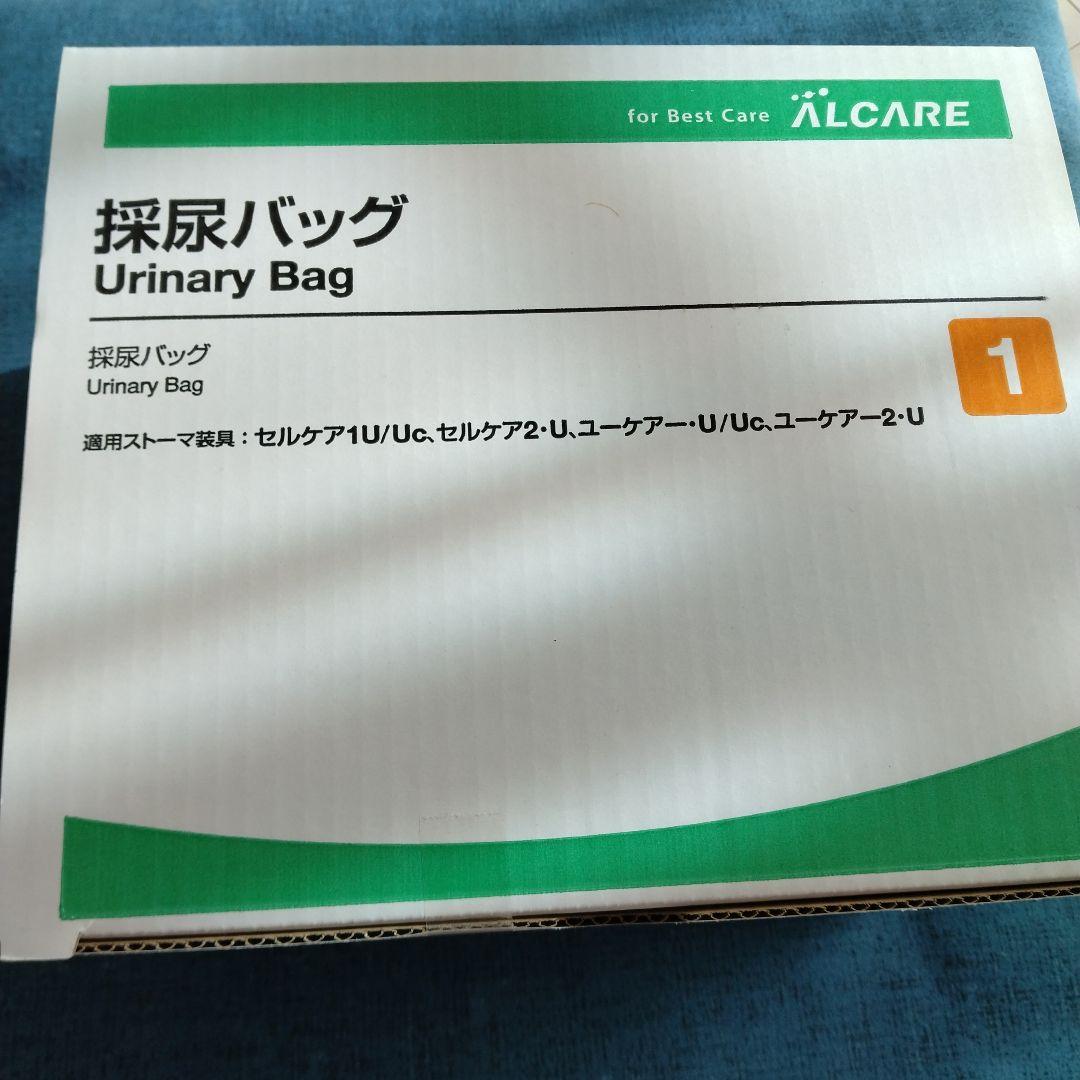 for Best Care ALCARE
採尿バッグ
Urinary Bag
採尿バッグ
Urinary Bag
1
適用ストーマ装具：セルケア1U/Uc、セルケア2・U、ユーケアー・U/Uc、ユーケアー2・U